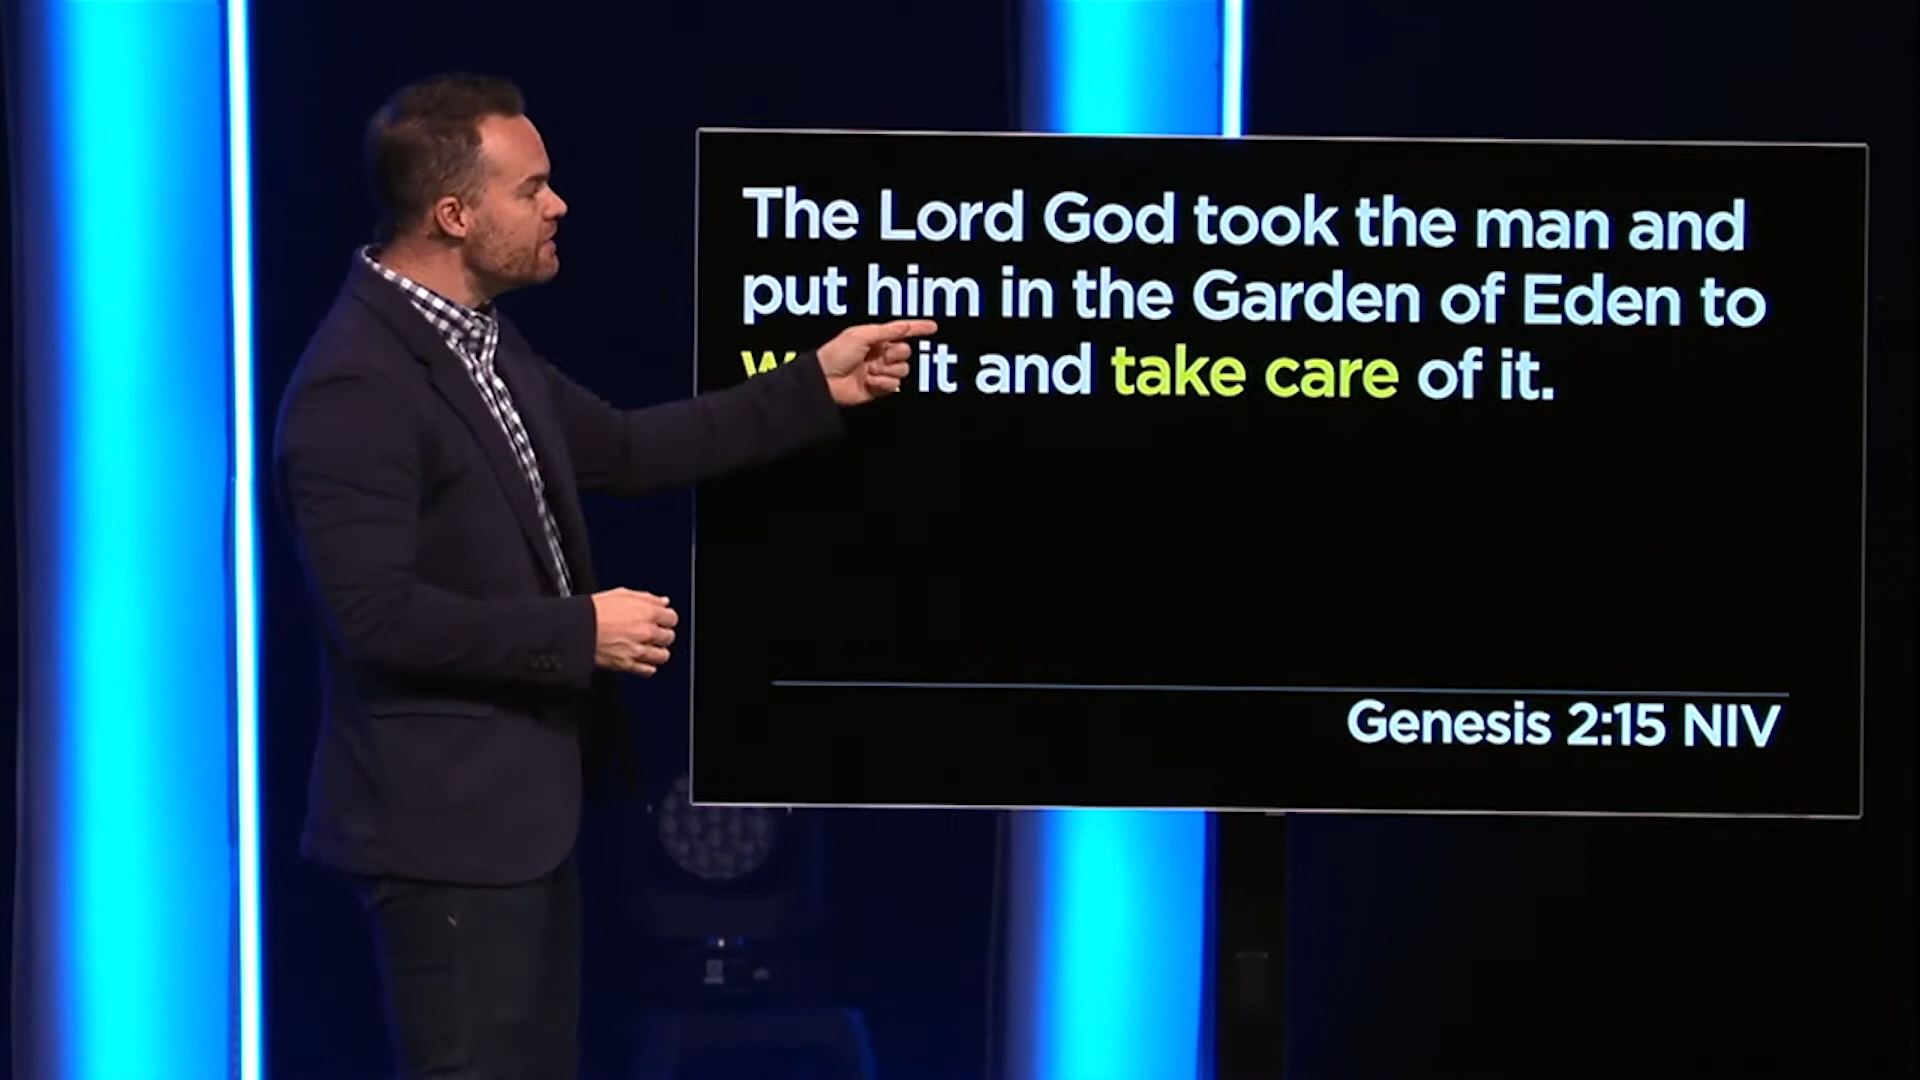 The Lord God took the man and
put him in the Garden of Eden to
it and take care of it.
Genesis 2:15 NIV